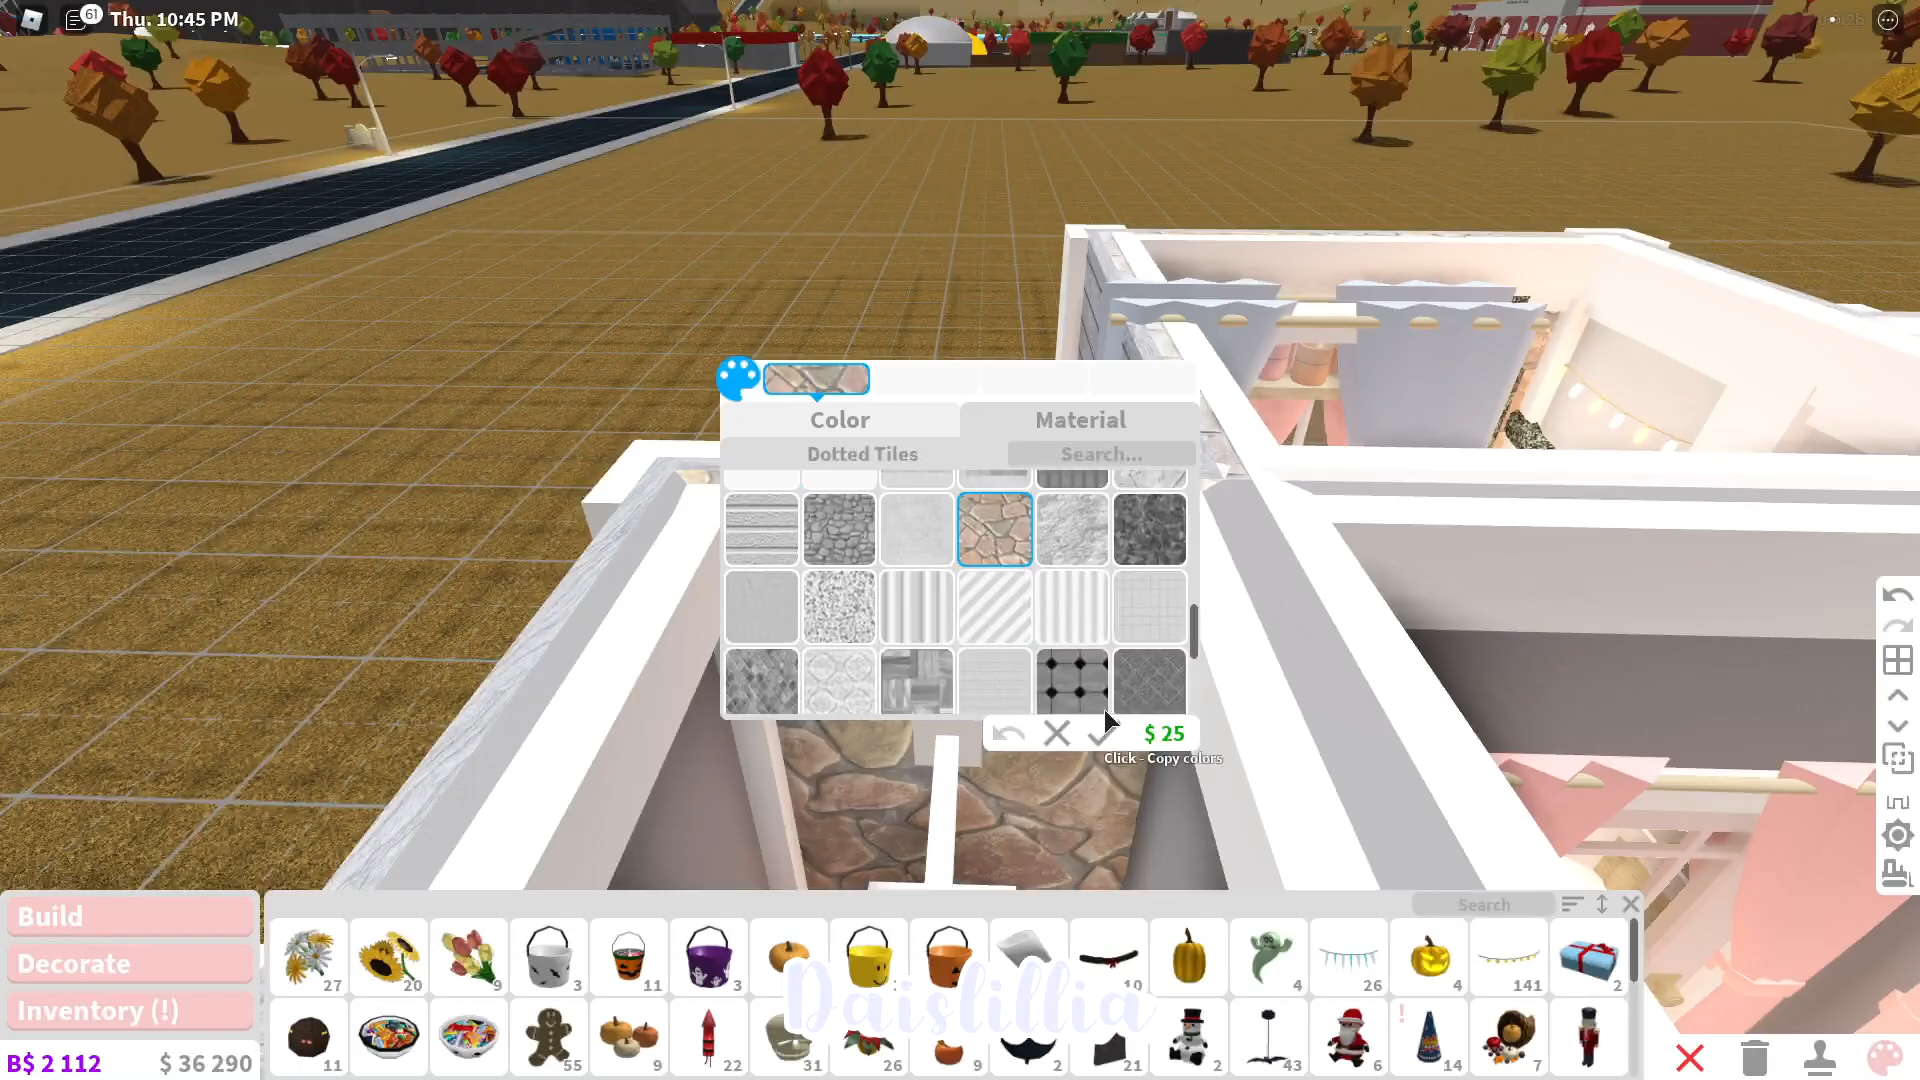 61 Thu. 10:45 PM
Color Material
Dotted Tiles Search...
$ 25
Click - Copy colors
Build
Decorate
Inventory (!)
B$ 2 112 $ 36 290
Search
27 20 9 3 11 3 10 4 26 4 141 2
11 55 9 22 31 26 9 2 21 2 43 6 ! 14 7
Daislillia